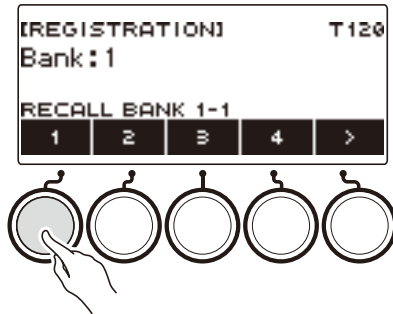 [REGISTRATION] T120
Bank:1
RECALL BANK 1-1
1 2 3 4 >